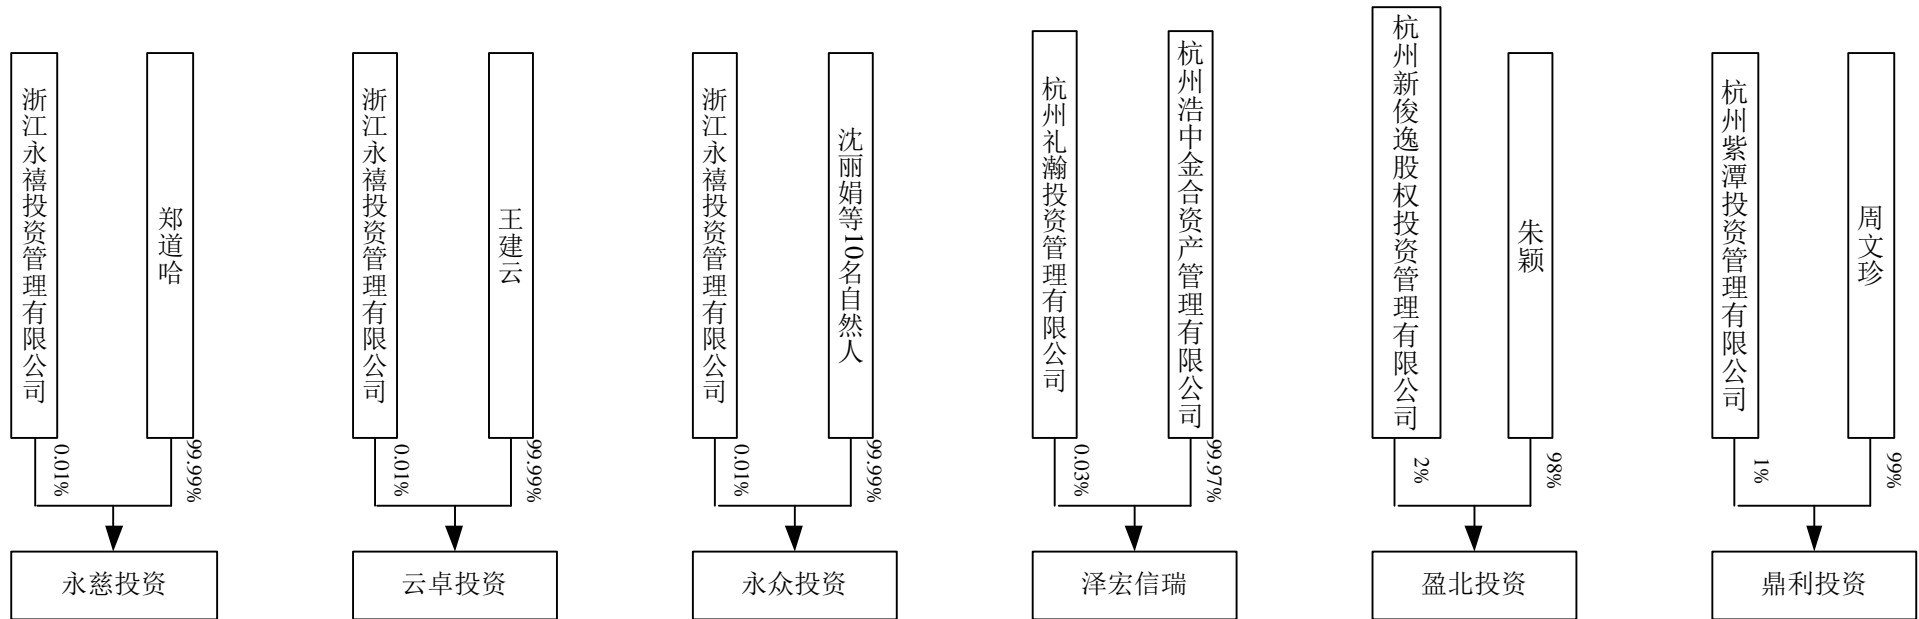 浙江永禧投资管理有限公司
郑道哈
浙江永禧投资管理有限公司
王建云
浙江永禧投资管理有限公司
沈丽娟等10名自然人
杭州礼瀚投资管理有限公司
杭州浩中金合资产管理有限公司
杭州新俊逸股权投资管理有限公司
朱颖
杭州紫潭投资管理有限公司
周文珍
0.01%
99.99%
0.01%
99.99%
0.01%
99.99%
0.03%
99.97%
2%
98%
1%
99%
永慈投资
云卓投资
永众投资
泽宏信瑞
盈北投资
鼎利投资